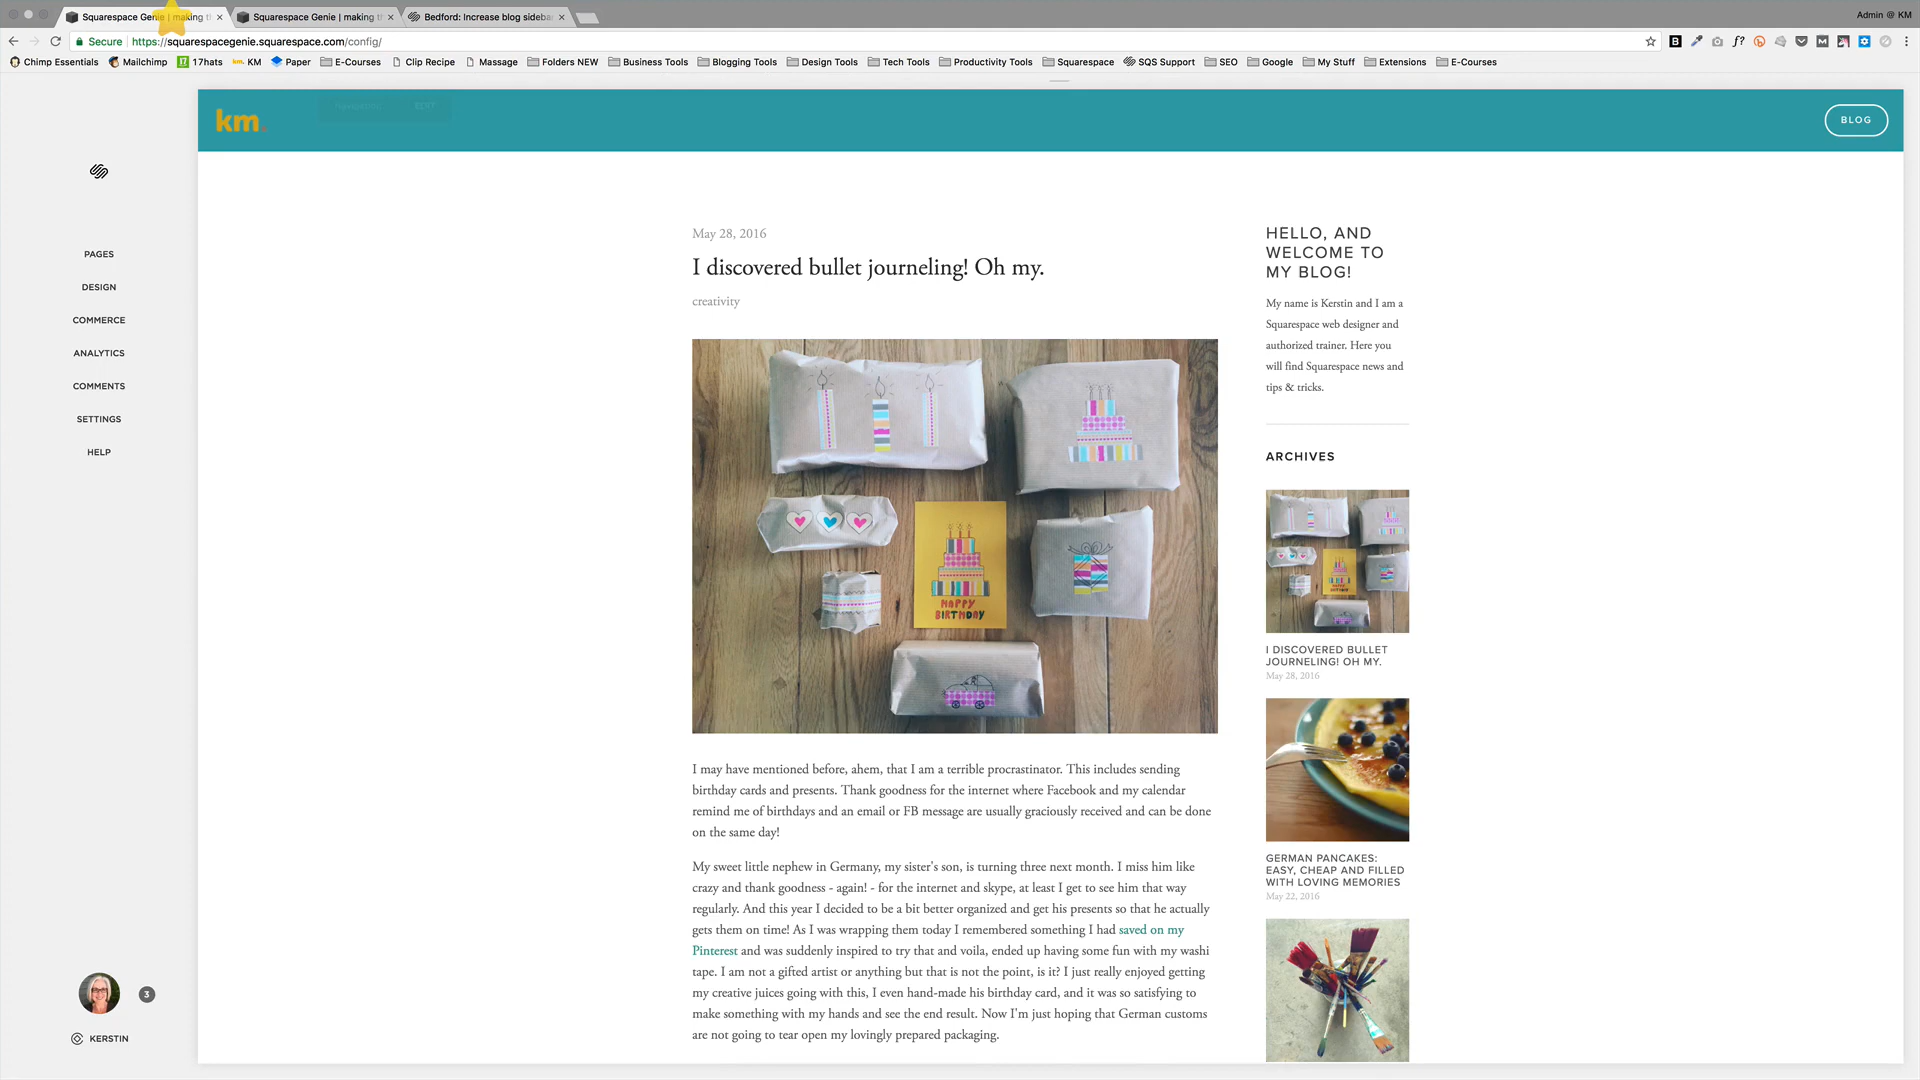 Squarespace Genie | making t
Squarespace Genie | making t
Bedford: Increase blog sideba
Admin @ KM
Secure
https://squarespacegenie.squarespace.com/config/
Chimp Essentials
Mailchimp
17hats
KM
Paper
E-Courses
Clip Recipe
Massage
Folders NEW
Business Tools
Blogging Tools
Design Tools
Tech Tools
Productivity Tools
Squarespace
SQS Support
SEO
Google
My Stuff
Extensions
E-Courses
km.
Navigation
EDIT
BLOG
PAGES
DESIGN
COMMERCE
ANALYTICS
COMMENTS
SETTINGS
HELP
3
KERSTIN
May 28, 2016
I discovered bullet journeling! Oh my.
creativity
HAPPY
BIRTHDAY
I may have mentioned before, ahem, that I am a terrible procrastinator. This includes sending
birthday cards and presents. Thank goodness for the internet where Facebook and my calendar
remind me of birthdays and an email or FB message are usually graciously received and can be done
on the same day!
My sweet little nephew in Germany, my sister's son, is turning three next month. I miss him like
crazy and thank goodness - again! - for the internet and skype, at least I get to see him that way
regularly. And this year I decided to be a bit better organized and get his presents so that he actually
gets them on time! As I was wrapping them today I remembered something I had saved on my
Pinterest and was suddenly inspired to try that and voila, ended up having some fun with my washi
tape. I am not a gifted artist or anything but that is not the point, is it? I just really enjoyed getting
my creative juices going with this, I even hand-made his birthday card, and it was so satisfying to
make something with my hands and see the end result. Now I'm just hoping that German customs
are not going to tear open my lovingly prepared packaging.
HELLO, AND
WELCOME TO
MY BLOG!
My name is Kerstin and I am a
Squarespace web designer and
authorized trainer. Here you
will find Squarespace news and
tips & tricks.
ARCHIVES
I DISCOVERED BULLET
JOURNELING! OH MY.
May 28, 2016
GERMAN PANCAKES:
EASY, CHEAP AND FILLED
WITH LOVING MEMORIES
May 22, 2016